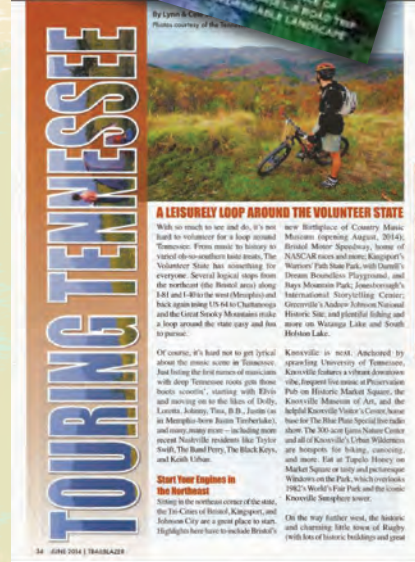 By Lynn &
Photos courtesy of the
TOURING TENNESSEE
A LEISURELY LOOP AROUND THE VOLUNTEER STATE
With so much to see and do, it's not
hard to volunteer for a loop around
Tennessee. From music to history to
varied oh-so-southern taste treats, The
Volunteer State has something for
everyone. Several logical stops from
the northeast (the Bristol area) along
I-81 and I-40 to the west (Memphis) and
back again using US 64 to Chattanooga
and the Great Smoky Mountains make
a loop around the state easy and fun
to pursue.
Of course, it's hard not to get lyrical
about the music scene in Tennessee.
Just listing the first names of musicians
with deep Tennessee roots gets those
boots scootin', starting with Elvis
and moving on to the likes of Dolly,
Loretta, Johnny, Tina, B.B., Justin (as
in Memphis-born Justin Timberlake),
and many, many more – including more
recent Nashville residents like Taylor
Swift, The Band Perry, The Black Keys,
and Keith Urban.
Start Your Engines in
the Northeast
Sitting in the northeast corner of the state,
the Tri-Cities of Bristol, Kingsport, and
Johnson City are a great place to start.
Highlights here have to include Bristol's
new Birthplace of Country Music
Museum (opening August, 2014);
Bristol Motor Speedway, home of
NASCAR races and more; Kingsport's
Warriors' Path State Park, with Darrell's
Dream Boundless Playground, and
Bays Mountain Park; Jonesborough's
International Storytelling Center;
Greenville's Andrew Johnson National
Historic Site; and plentiful fishing and
more on Watauga Lake and South
Holston Lake.
Knoxville is next. Anchored by
sprawling University of Tennessee,
Knoxville features a vibrant downtown
vibe, frequent live music at Preservation
Pub on Historic Market Square, the
Knoxville Museum of Art, and the
helpful Knoxville Visitor's Center, home
base for The Blue Plate Special live radio
show. The 300-acre Ijams Nature Center
and all of Knoxville's Urban Wilderness
are hotspots for hiking, canoeing,
and more. Eat at Tupelo Honey on
Market Square or tasty and picturesque
Windows on the Park, which overlooks
1982's World's Fair Park and the iconic
Knoxville Sunsphere tower.
On the way further west, the historic
and charming little town of Rugby
(with lots of historic buildings and great
34 JUNE 2014 | TRAILBLAZER